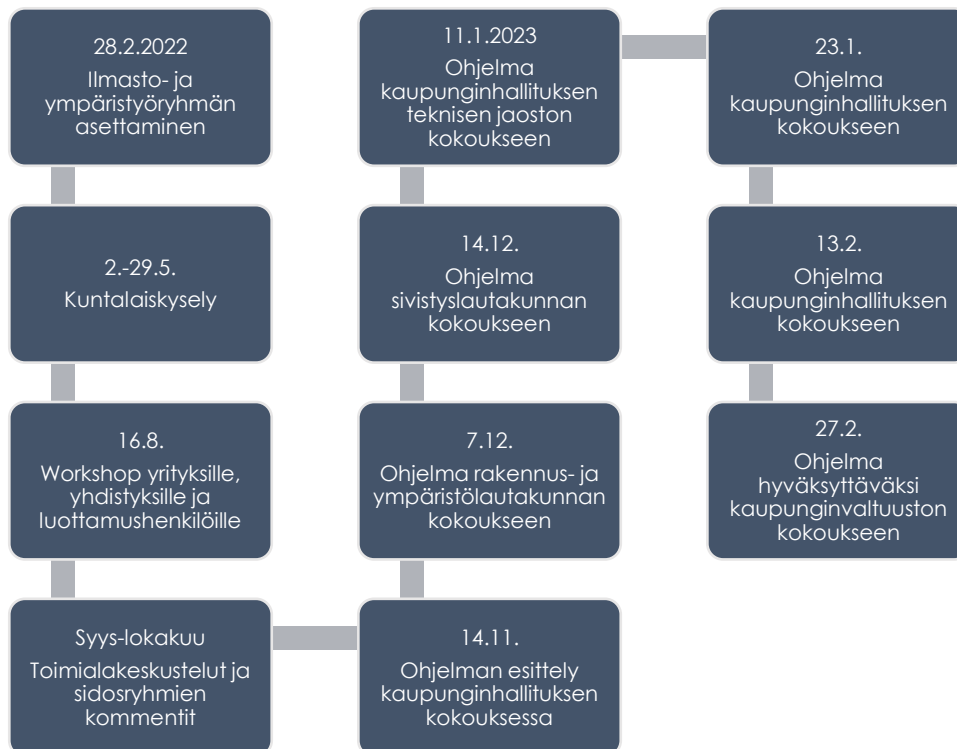 28.2.2022
Ilmasto- ja
ympäristyöryhmän
asettaminen
2.-29.5.
Kuntalaiskysely
16.8.
Workshop yrityksille,
yhdistyksille ja
luottamushenkilöille
Syys-lokakuu
Toimialakeskustelut ja
sidosryhmien
kommentit
14.11.
Ohjelman esittely
kaupunginhallituksen
kokouksessa
7.12.
Ohjelma rakennus- ja
ympäristölautakunnan
kokoukseen
14.12.
Ohjelma
sivistyslautakunnan
kokoukseen
11.1.2023
Ohjelma
kaupunginhallituksen
teknisen jaoston
kokoukseen
23.1.
Ohjelma
kaupunginhallituksen
kokoukseen
13.2.
Ohjelma
kaupunginhallituksen
kokoukseen
27.2.
Ohjelma
hyväksyttäväksi
kaupunginvaltuuston
kokoukseen